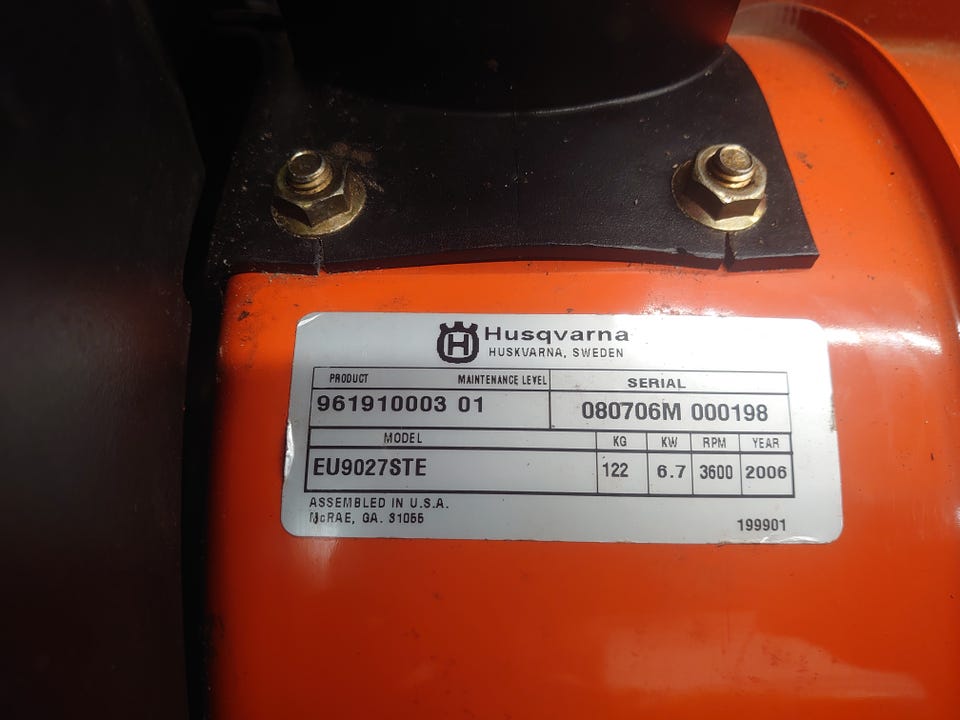 H Husqvarna
HUSKVARNA, SWEDEN
PRODUCT MAINTENANCE LEVEL SERIAL
961910003 01 080706M 000198
MODEL KG KW RPM YEAR
EU9027STE 122 6.7 3600 2006
ASSEMBLED IN U.S.A.
McRAE, GA. 31055
199901